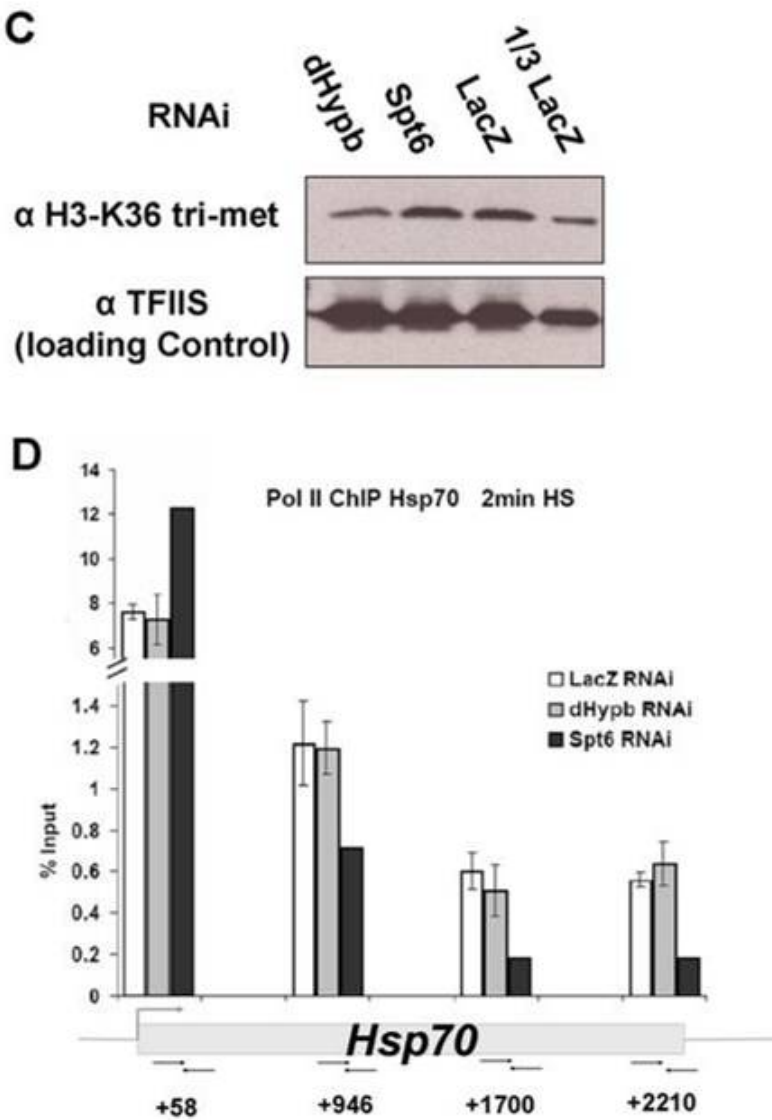 C
RNAi
dHypb
Spt6
LacZ
1/3 LacZ
α H3-K36 tri-met
α TFIIS
(loading Control)
D
Pol II ChIP Hsp70 2min HS
14
12
10
8
6
1.4
1.2
1
0.8
0.6
0.4
0.2
0
% Input
LacZ RNAi
dHypb RNAi
Spt6 RNAi
Hsp70
+58 +946 +1700 +2210